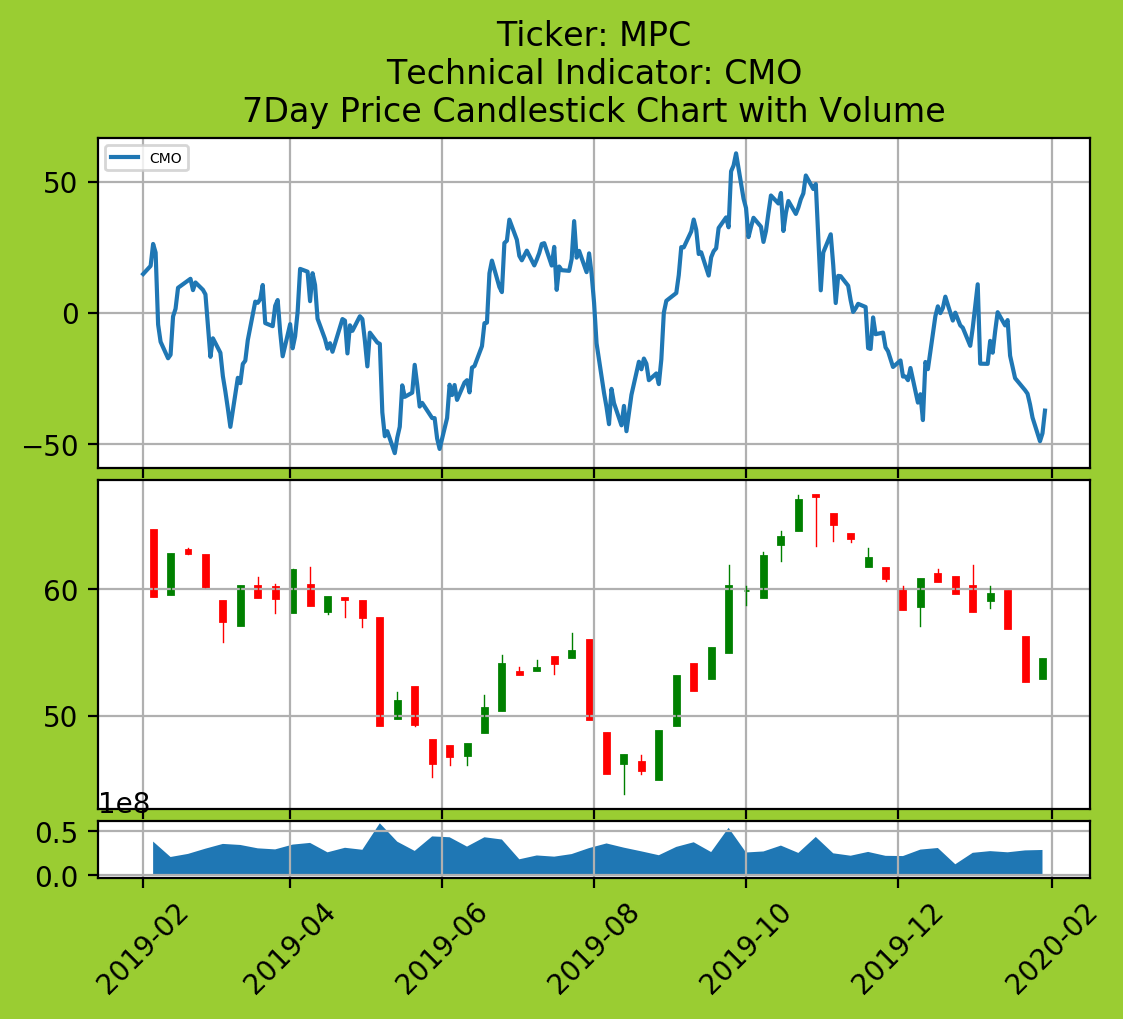 Ticker: MPC
Technical Indicator: CMO
7Day Price Candlestick Chart with Volume
CMO
50
0
−50
60
50
1e8
0.5
0.0
2019-02
2019-04
2019-06
2019-08
2019-10
2019-12
2020-02